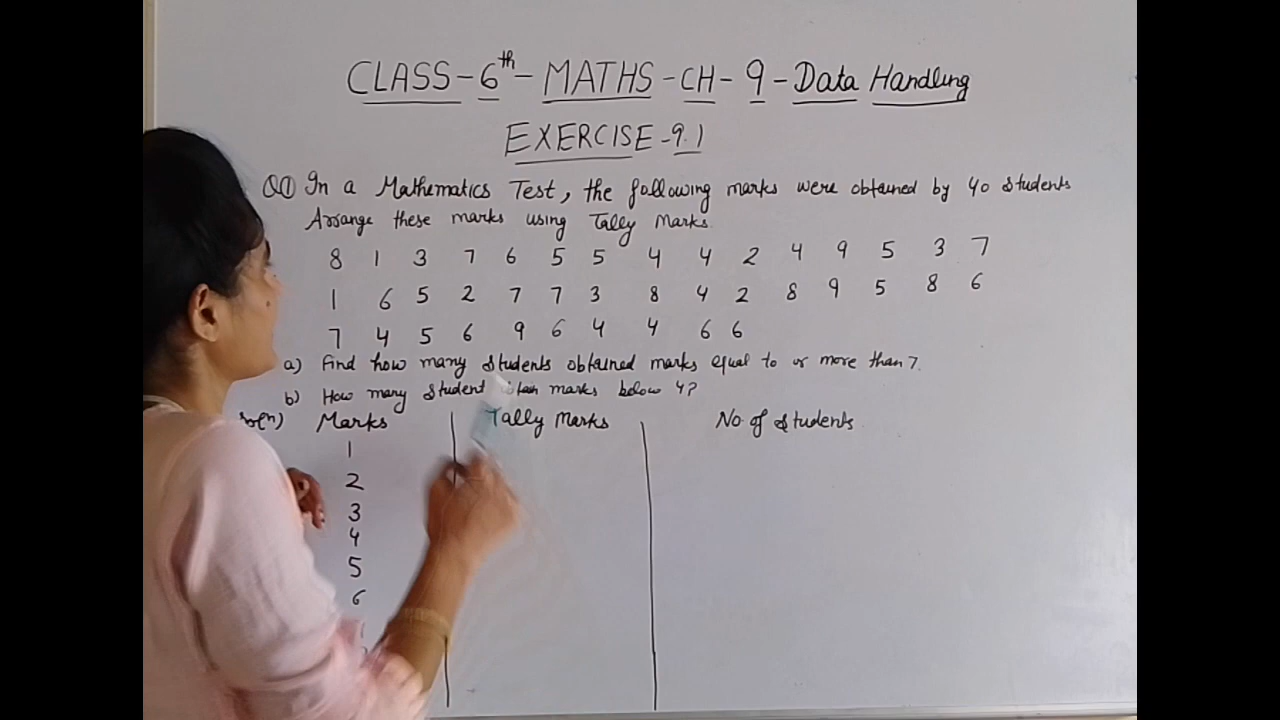 CLASS-6th-MATHS-CH-9-Data Handling
EXERCISE-9.1
Q① In a Mathematics Test, the following marks were obtained by 40 students
Arrange these marks using Tally Marks.
8 1 3 7 6 5 5 4 4 2 4 9 5 3 7
1 6 5 2 7 7 3 8 4 2 8 9 5 8 6
7 4 5 6 9 6 4 4 6 6
a) Find how many students obtained marks equal to or more than 7.
b) How many student marks below 4?
Marks Tally Marks No of students
1
2
3
4
5
6